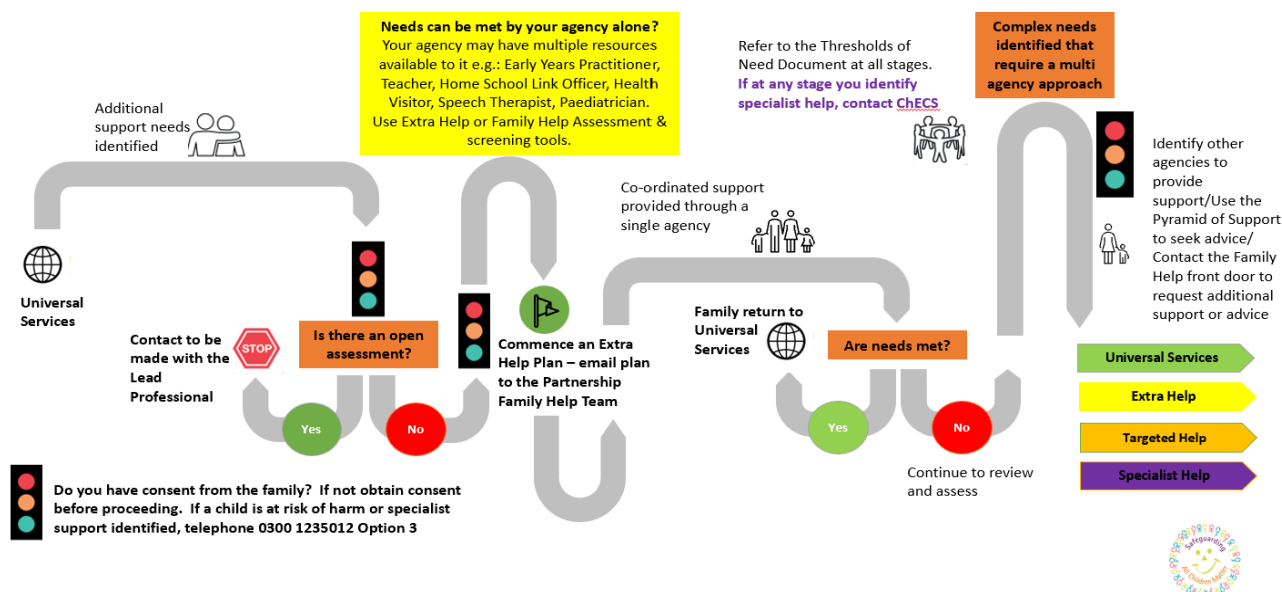 Needs can be met by your agency alone?
Your agency may have multiple resources
available to it e.g.: Early Years Practitioner,
Teacher, Home School Link Officer, Health
Visitor, Speech Therapist, Paediatrician.
Use Extra Help or Family Help Assessment &
screening tools.
Refer to the Thresholds of
Need Document at all stages.
If at any stage you identify
specialist help, contact ChECS
Complex needs
identified that
require a multi
agency approach
Additional
support needs
identified
Identify other
agencies to
provide
support/Use the
Pyramid of Support
to seek advice/
Contact the Family
Help front door to
request additional
support or advice
Co-ordinated support
provided through a
single agency
Universal
Services
Contact to be
made with the
Lead
Professional
STOP
Is there an open
assessment?
Yes
No
Commence an Extra
Help Plan – email plan
to the Partnership
Family Help Team
Family return to
Universal
Services
Are needs met?
Yes
No
Continue to review
and assess
Universal Services
Extra Help
Targeted Help
Specialist Help
Do you have consent from the family?  If not obtain consent
before proceeding.  If a child is at risk of harm or specialist
support identified, telephone 0300 1235012 Option 3
Safeguarding
All Children Matter